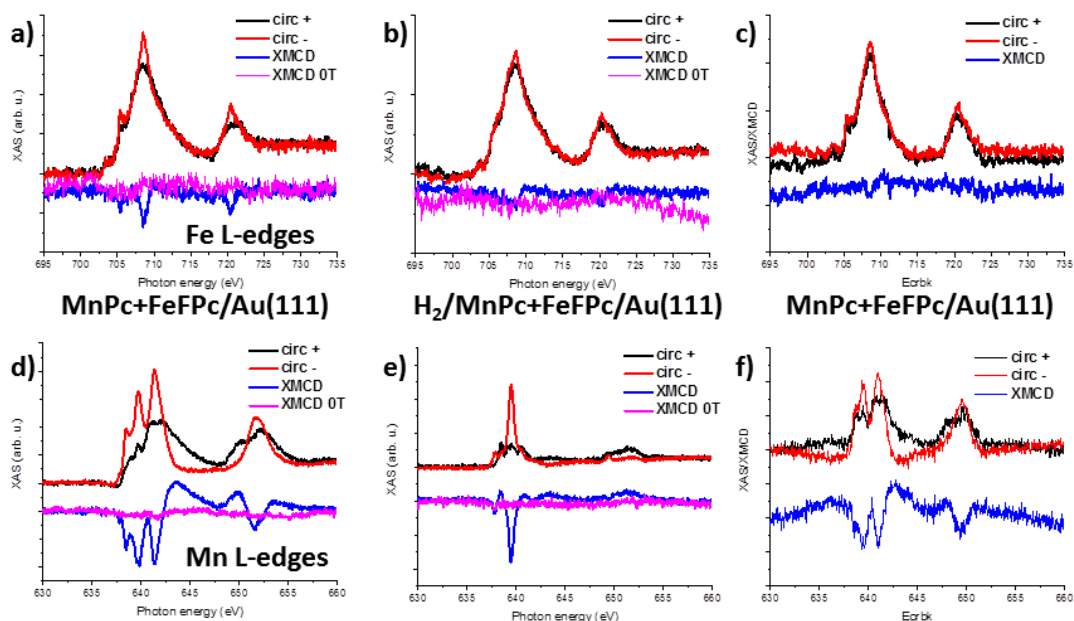 a)
circ +
circ -
XMCD
XMCD 0T
XAS (arb. u.)
Fe L-edges
695 700 705 710 715 720 725 730 735
Photon energy (eV)
b)
circ +
circ -
XMCD
XMCD 0T
XAS (arb. u.)
695 700 705 710 715 720 725 730 735
Photon energy (eV)
c)
circ +
circ -
XMCD
XAS/XMCD
695 700 705 710 715 720 725 730 735
Ecrbk
MnPc+FeFPc/Au(111)
H₂/MnPc+FeFPc/Au(111)
MnPc+FeFPc/Au(111)
d)
circ +
circ -
XMCD
XMCD 0T
XAS (arb. u.)
Mn L-edges
630 635 640 645 650 655 660
Photon energy (eV)
e)
circ +
circ -
XMCD
XMCD 0T
XAS (arb. u.)
630 635 640 645 650 655 660
Photon energy (eV)
f)
circ +
circ -
XMCD
XAS/XMCD
630 635 640 645 650 655 660
Ecrbk